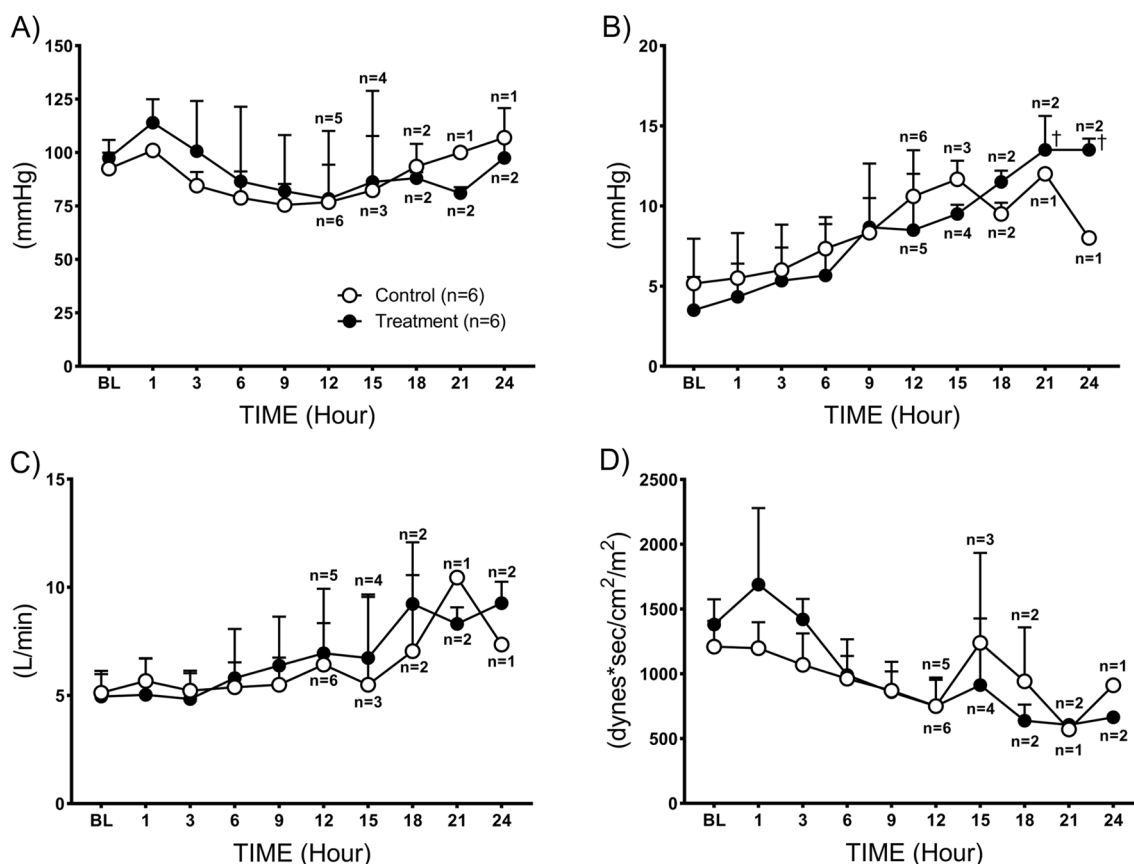 A)
150
125
100
75
50
25
0
(mmHg)
n=5
n=4
n=2
n=1
n=1
n=6
n=3
n=2
n=2
n=2
Control (n=6)
Treatment (n=6)
BL 1 3 6 9 12 15 18 21 24
TIME (Hour)
B)
20
15
10
5
0
(mmHg)
n=6
n=3
n=2
n=2
n=2
† †
n=5
n=4
n=2
n=1
n=1
BL 1 3 6 9 12 15 18 21 24
TIME (Hour)
C)
15
10
5
0
(L/min)
n=5
n=4
n=2
n=1
n=2
n=6
n=3
n=2
n=2
n=1
BL 1 3 6 9 12 15 18 21 24
TIME (Hour)
D)
2500
2000
1500
1000
500
0
(dynes*sec/cm²/m²)
n=5
n=3
n=2
n=2
n=1
n=6
n=4
n=2
n=1
n=2
BL 1 3 6 9 12 15 18 21 24
TIME (Hour)